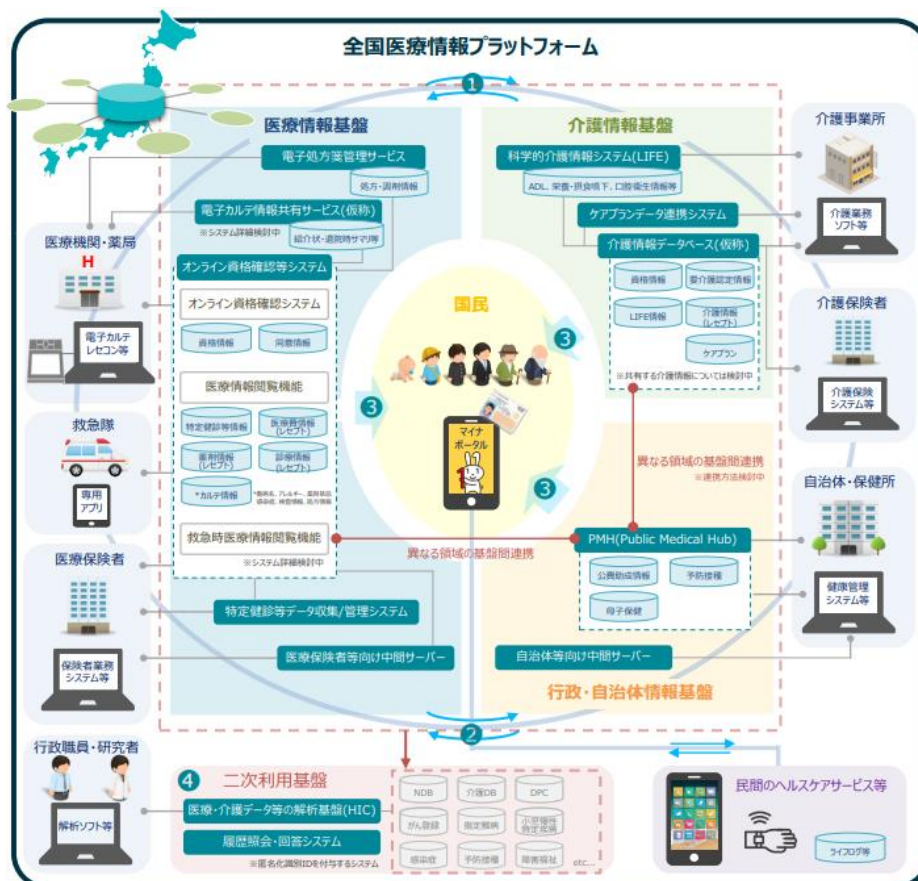 全国医療情報プラットフォーム
1
医療情報基盤
電子処方箋管理サービス
処方・調剤情報
電子カルテ情報共有サービス(仮称)
※システム詳細検討中
紹介状・退院時サマリ等
オンライン資格確認等システム
オンライン資格確認システム
資格情報
同意情報
医療情報閲覧機能
特定健診等情報
医療費情報
(レセプト)
薬剤情報
(レセプト)
診療情報
(レセプト)
*カルテ情報
救急時医療情報閲覧機能
※システム詳細検討中
特定健診等データ収集/管理システム
医療保険者等向け中間サーバー
介護情報基盤
科学的介護情報システム(LIFE)
ADL、栄養・摂食嚥下、口腔衛生情報等
ケアプランデータ連携システム
介護情報データベース(仮称)
資格情報
要介護認定情報
LIFE情報
介護情報
(レセプト)
ケアプラン
※共有する介護情報については検討中
国民
3
3
3
マイナ
ポータル
異なる領域の基盤間連携
※連携方法検討中
異なる領域の基盤間連携
PMH(Public Medical Hub)
公費助成情報
予防接種
母子保健
自治体等向け中間サーバー
行政・自治体情報基盤
2
医療機関・薬局
H
電子カルテ
レセコン等
救急隊
専用
アプリ
医療保険者
保険者業務
システム等
行政職員・研究者
解析ソフト等
介護事業所
介護業務
ソフト等
介護保険者
介護保険
システム等
自治体・保健所
健康管理
システム等
4
二次利用基盤
医療・介護データ等の解析基盤(HIC)
履歴照会・回答システム
※匿名化識別IDを付与するシステム
NDB
介護DB
DPC
がん登録
指定難病
小児慢性
特定疾病
感染症
予防接種
障害福祉
etc...
民間のヘルスケアサービス等
ライフログ等